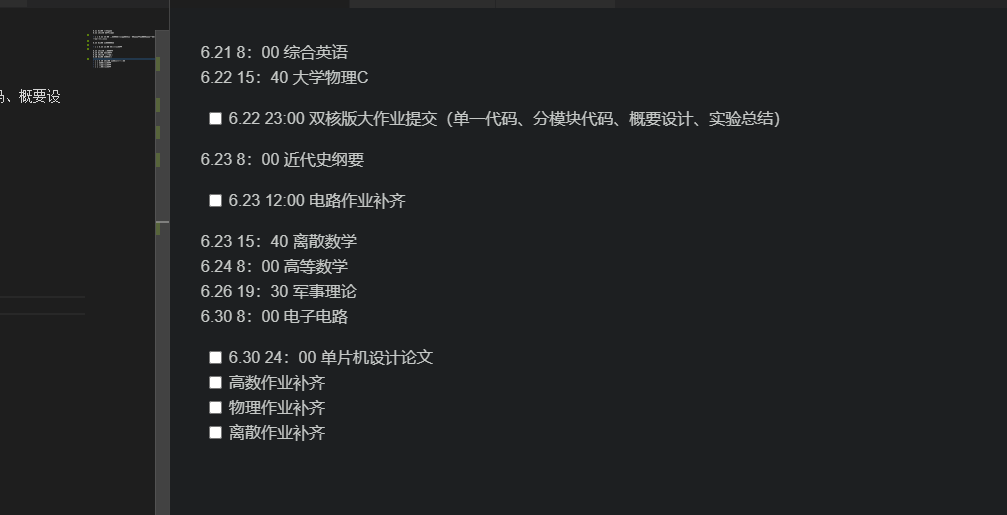 6.21 8：00 综合英语
6.22 15：40 大学物理C
6.22 23:00 双核版大作业提交（单一代码、分模块代码、概要设计、实验总结）
、概要设
6.23 8：00 近代史纲要
6.23 12:00 电路作业补齐
6.23 15：40 离散数学
6.24 8：00 高等数学
6.26 19：30 军事理论
6.30 8：00 电子电路
6.30 24：00 单片机设计论文
高数作业补齐
物理作业补齐
离散作业补齐